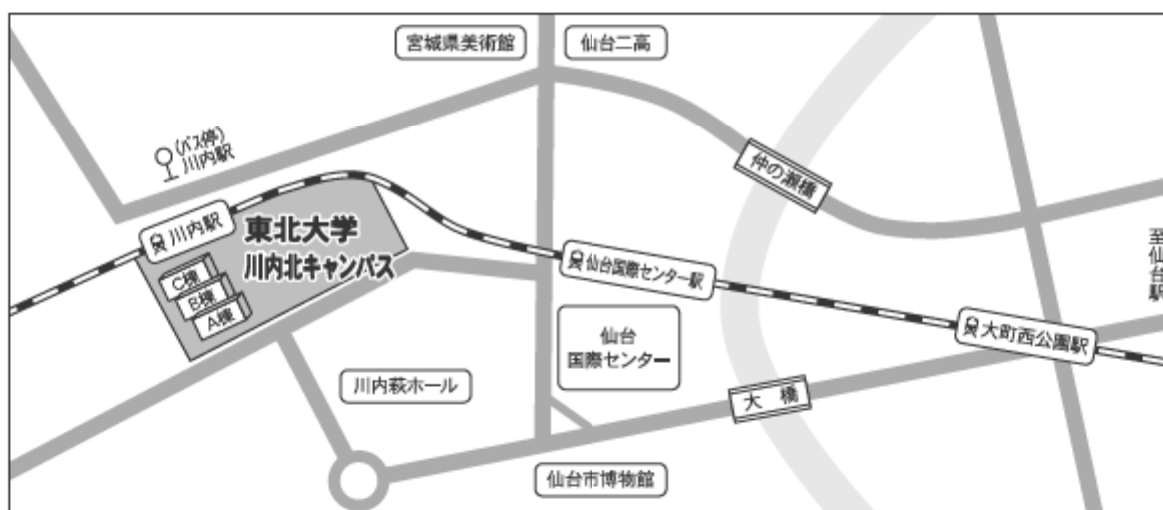 宮城県美術館
仙台二高
(バス停)
川内駅
仲の瀬橋
川内駅
東北大学
川内北キャンパス
C棟
B棟
A棟
仙台国際センター駅
至仙台駅
大町西公園駅
仙台
国際センター
川内萩ホール
大橋
仙台市博物館